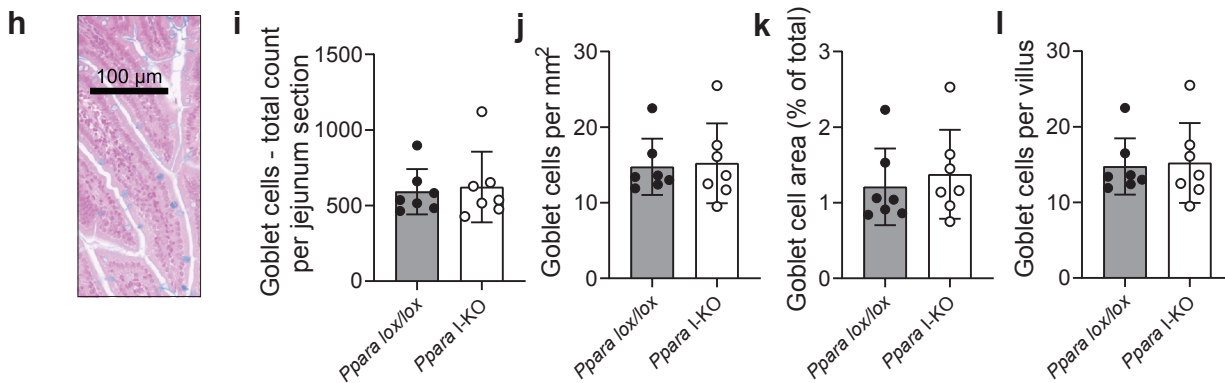 h
100 µm
i
Goblet cells - total count
per jejunum section
1500
1000
500
0
Ppara lox/lox
Ppara I-KO
j
Goblet cells per mm²
30
20
10
0
Ppara lox/lox
Ppara I-KO
k
Goblet cell area (% of total)
3
2
1
0
Ppara lox/lox
Ppara I-KO
l
Goblet cells per villus
30
20
10
0
Ppara lox/lox
Ppara I-KO